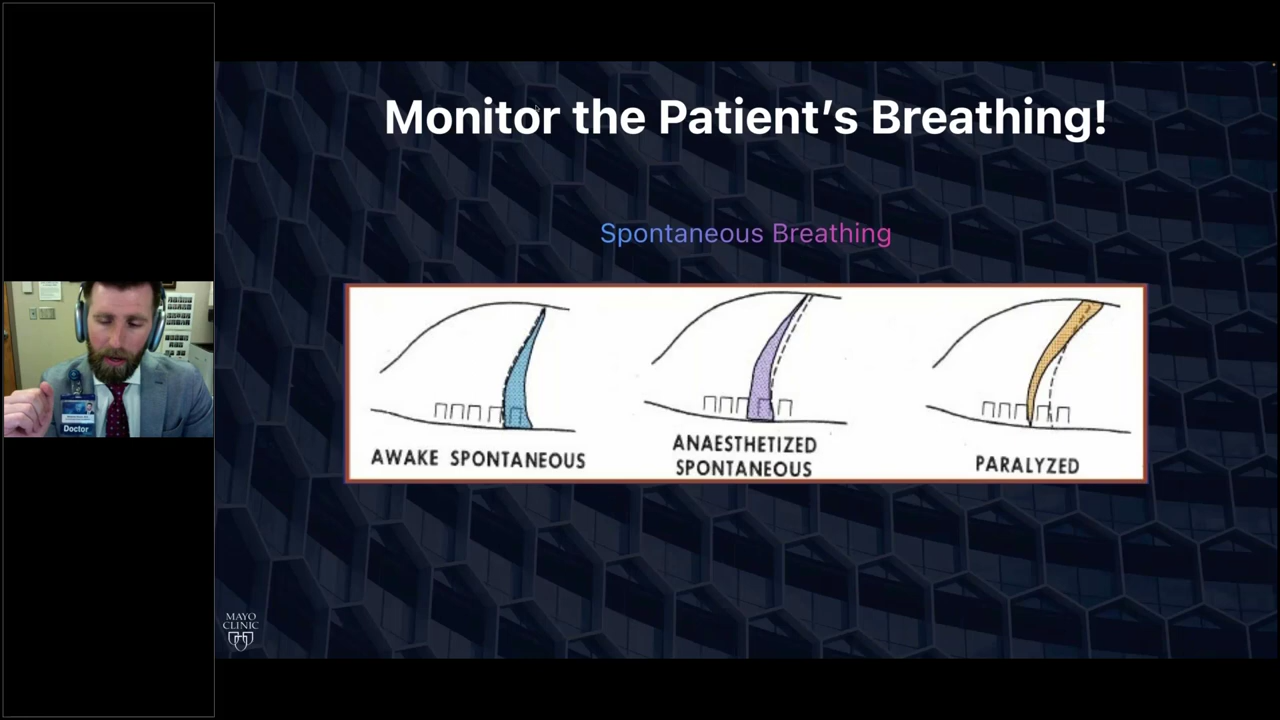 Monitor the Patient’s Breathing!
Spontaneous Breathing
AWAKE SPONTANEOUS
ANAESTHETIZED
SPONTANEOUS
PARALYZED
Doctor
MAYO
CLINIC